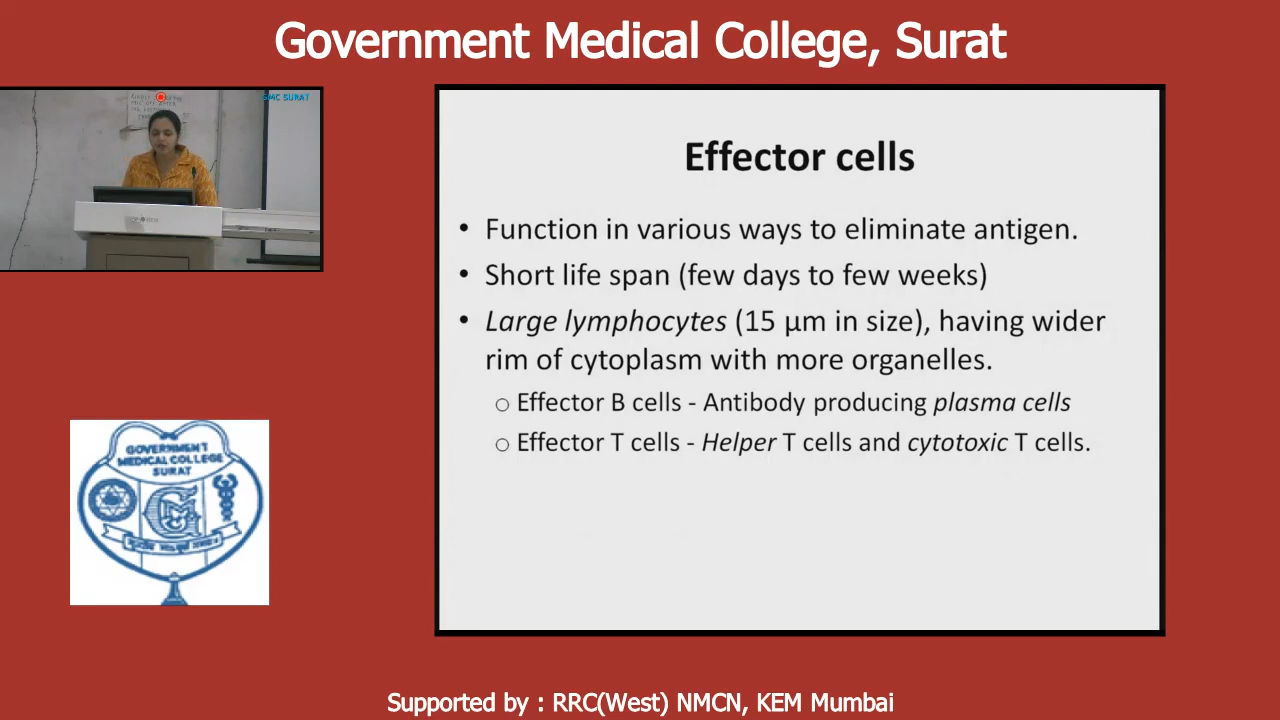 Government Medical College, Surat
GMC SURAT
Effector cells
• Function in various ways to eliminate antigen.
• Short life span (few days to few weeks)
• Large lymphocytes (15 μm in size), having wider
rim of cytoplasm with more organelles.
o Effector B cells - Antibody producing plasma cells
o Effector T cells - Helper T cells and cytotoxic T cells.
GOVERNMENT
MEDICAL COLLEGE
SURAT
Supported by : RRC(West) NMCN, KEM Mumbai